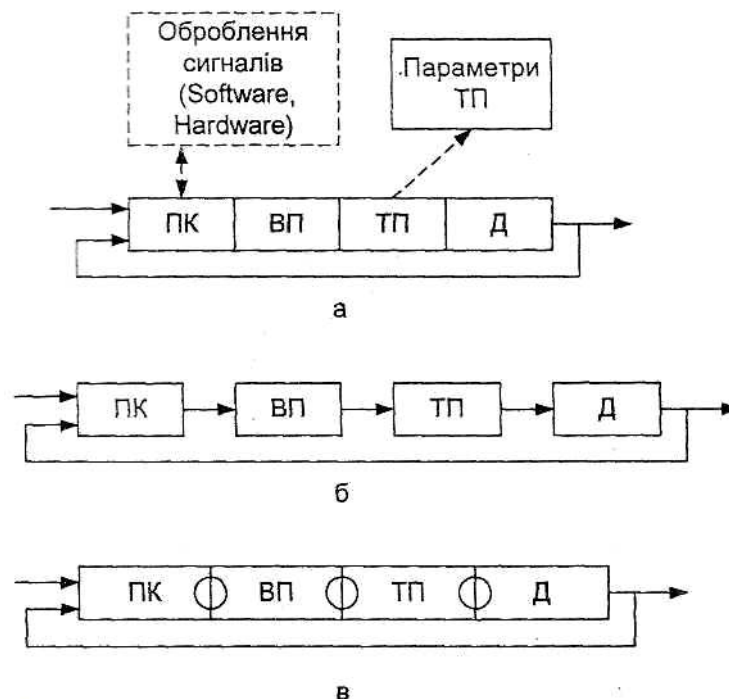 Оброблення
сигналів
(Software,
Hardware)
Параметри
ТП
ПК ВП ТП Д
а
ПК ВП ТП Д
б
ПК ВП ТП Д
в